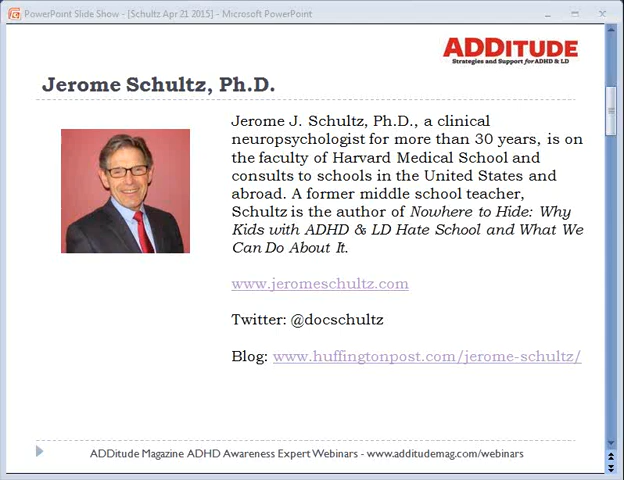 PowerPoint Slide Show - [Schultz Apr 21 2015] - Microsoft PowerPoint
ADDITUDE
Strategies and Support for ADHD & LD
Jerome Schultz, Ph.D.
Jerome J. Schultz, Ph.D., a clinical
neuropsychologist for more than 30 years, is on
the faculty of Harvard Medical School and
consults to schools in the United States and
abroad. A former middle school teacher,
Schultz is the author of Nowhere to Hide: Why
Kids with ADHD & LD Hate School and What We
Can Do About It.
www.jeromeschultz.com
Twitter: @docschultz
Blog: www.huffingtonpost.com/jerome-schultz/
ADDitude Magazine ADHD Awareness Expert Webinars - www.additudemag.com/webinars